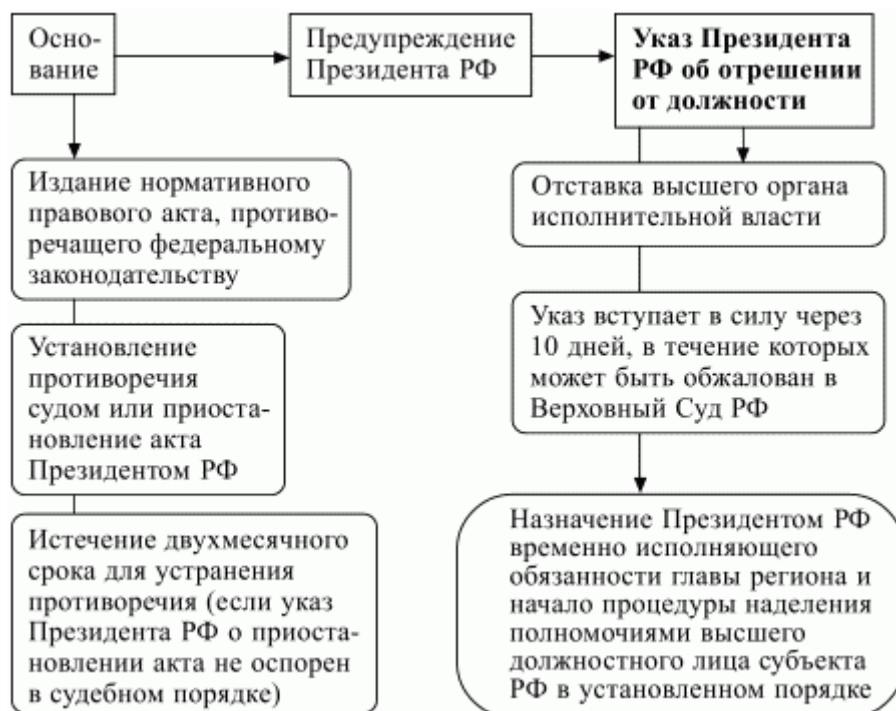 Осно-
вание
Предупреждение
Президента РФ
Указ Президента
РФ об отрешении
от должности
Издание нормативного
правового акта, противо-
речащего федеральному
законодательству
Установление
противоречия
судом или приоста-
новление акта
Президентом РФ
Истечение двухмесячного
срока для устранения
противоречия (если указ
Президента РФ о приоста-
новлении акта не оспорен
в судебном порядке)
Отставка высшего органа
исполнительной власти
Указ вступает в силу через
10 дней, в течение которых
может быть обжалован в
Верховный Суд РФ
Назначение Президентом РФ
временно исполняющего
обязанности главы региона и
начало процедуры наделения
полномочиями высшего
должностного лица субъекта
РФ в установленном порядке